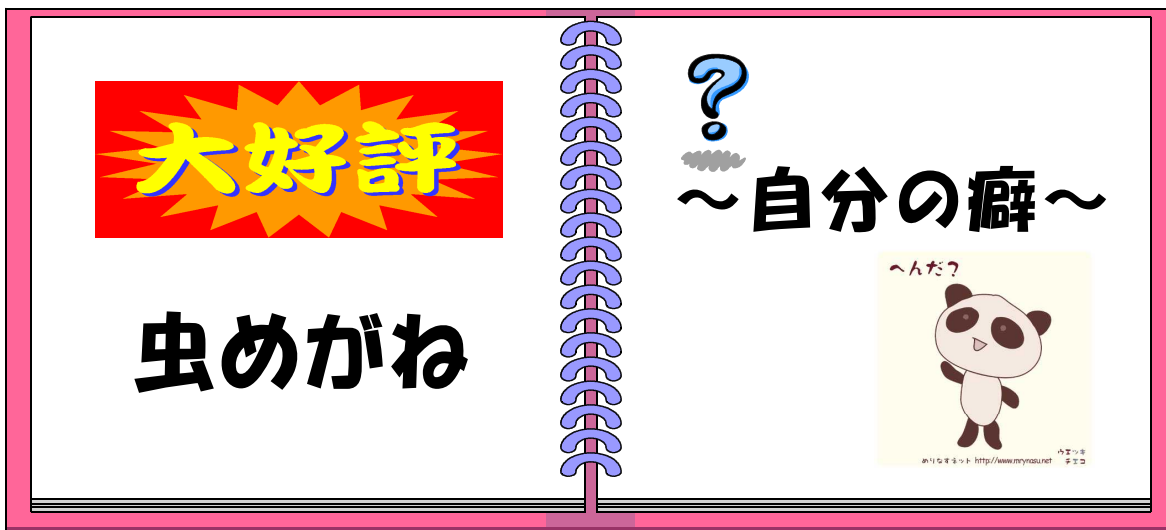 大好評
虫めがね
?
～自分の癖～
へんだ？
ウエツキ
めりなすネット http://www.mrynasu.net チエコ